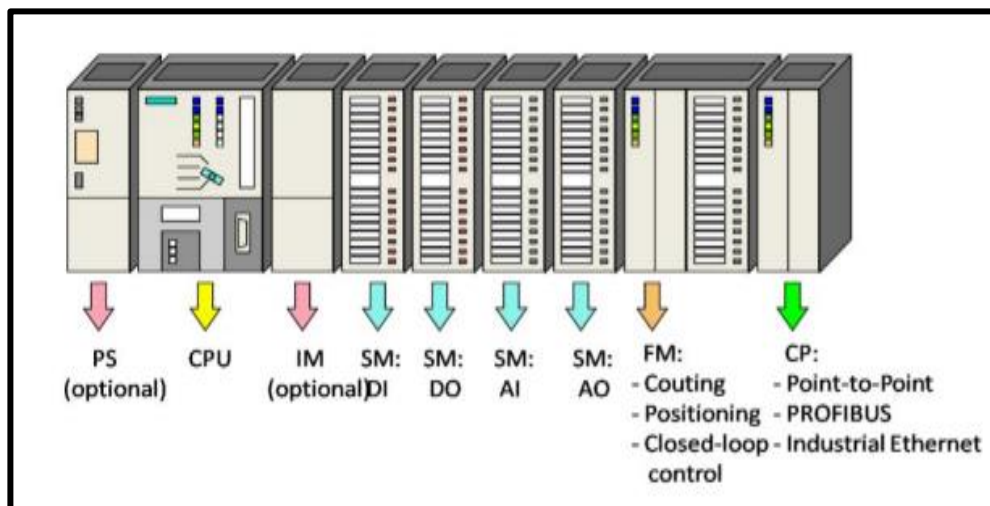 PS
(optional)
CPU
IM
(optional)
SM:
DI
SM:
DO
SM:
AI
SM:
AO
FM:
- Couting
- Positioning
- Closed-loop
control
CP:
- Point-to-Point
- PROFIBUS
- Industrial Ethernet